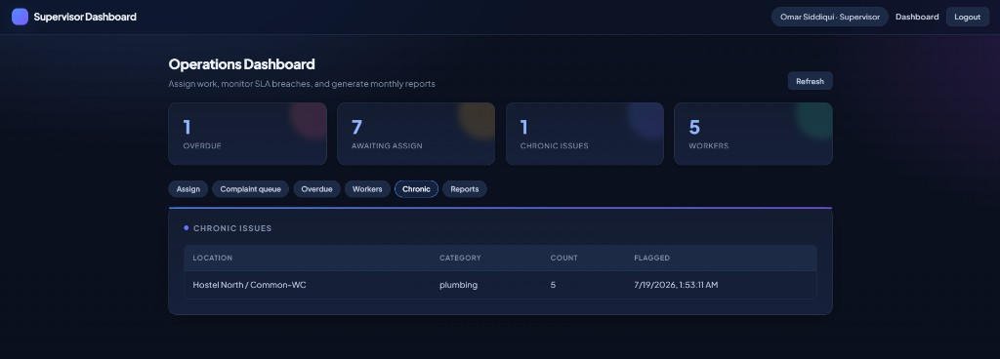 Supervisor Dashboard
Omar Siddiqui · Supervisor Dashboard Logout
Operations Dashboard
Assign work, monitor SLA breaches, and generate monthly reports
Refresh
1 7 1 5
OVERDUE AWAITING ASSIGN CHRONIC ISSUES WORKERS
Assign Complaint queue Overdue Workers Chronic Reports
CHRONIC ISSUES
LOCATION CATEGORY COUNT FLAGGED
Hostel North / Common-WC plumbing 5 7/19/2026, 1:53:11 AM